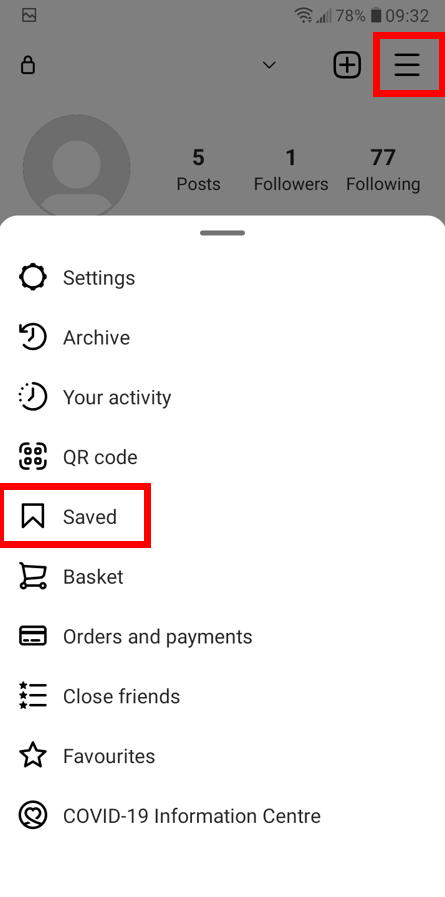 78% 09:32
5 1 77
Posts Followers Following
Settings
Archive
Your activity
QR code
Saved
Basket
Orders and payments
Close friends
Favourites
COVID-19 Information Centre